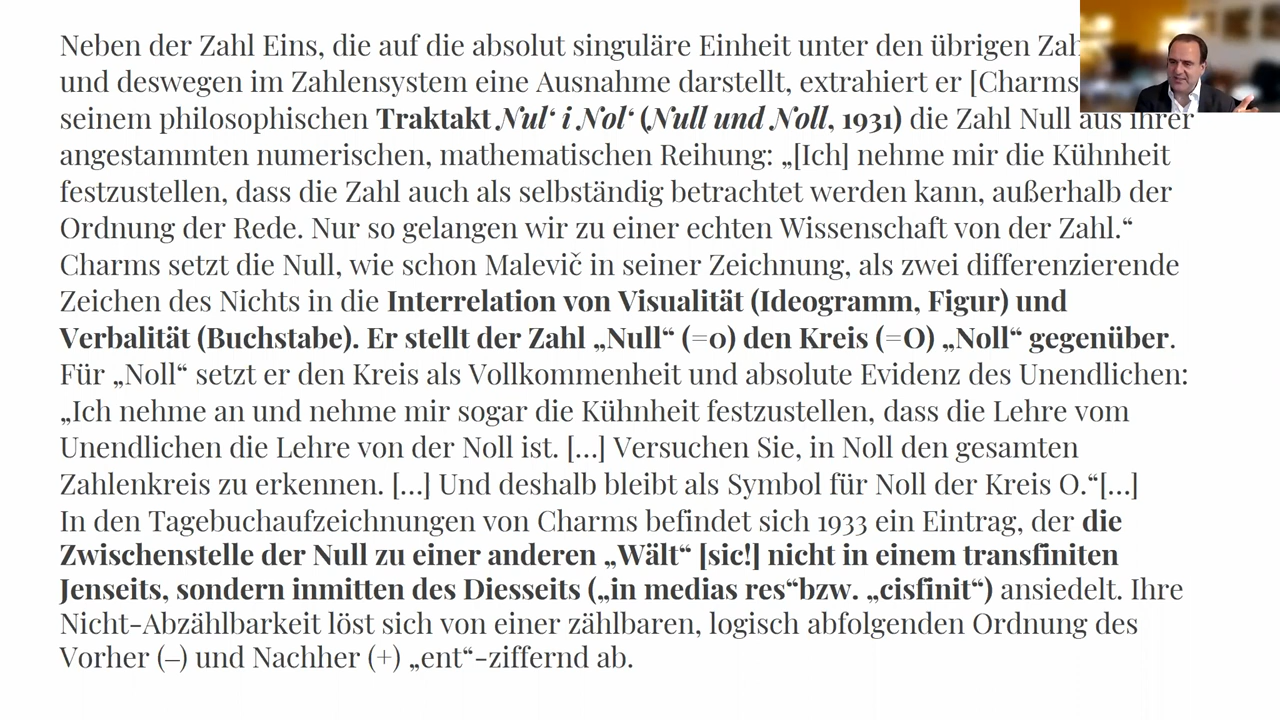 Neben der Zahl Eins, die auf die absolut singuläre Einheit unter den übrigen
und deswegen im Zahlensystem eine Ausnahme darstellt, extrahiert er [Charms
seinem philosophischen Traktakt Nul‘ i Nol‘ (Null und Noll, 1931) die Zahl Null aus ihrer
angestammten numerischen, mathematischen Reihung: „[Ich] nehme mir die Kühnheit
festzustellen, dass die Zahl auch als selbständig betrachtet werden kann, außerhalb der
Ordnung der Rede. Nur so gelangen wir zu einer echten Wissenschaft von der Zahl.“
Charms setzt die Null, wie schon Malevič in seiner Zeichnung, als zwei differenzierende
Zeichen des Nichts in die Interrelation von Visualität (Ideogramm, Figur) und
Verbalität (Buchstabe). Er stellt der Zahl „Null“ (=0) den Kreis (=O) „Noll“ gegenüber.
Für „Noll“ setzt er den Kreis als Vollkommenheit und absolute Evidenz des Unendlichen:
„Ich nehme an und nehme mir sogar die Kühnheit festzustellen, dass die Lehre vom
Unendlichen die Lehre von der Noll ist. [...] Versuchen Sie, in Noll den gesamten
Zahlenkreis zu erkennen. [...] Und deshalb bleibt als Symbol für Noll der Kreis O.“[...]
In den Tagebuchaufzeichnungen von Charms befindet sich 1933 ein Eintrag, der die
Zwischenstelle der Null zu einer anderen „Wält“ [sic!] nicht in einem transfiniten
Jenseits, sondern inmitten des Diesseits („in medias res“bzw. „cisfinit“) ansiedelt. Ihre
Nicht-Abzählbarkeit löst sich von einer zählbaren, logisch abfolgenden Ordnung des
Vorher (–) und Nachher (+) „ent“-ziffernd ab.